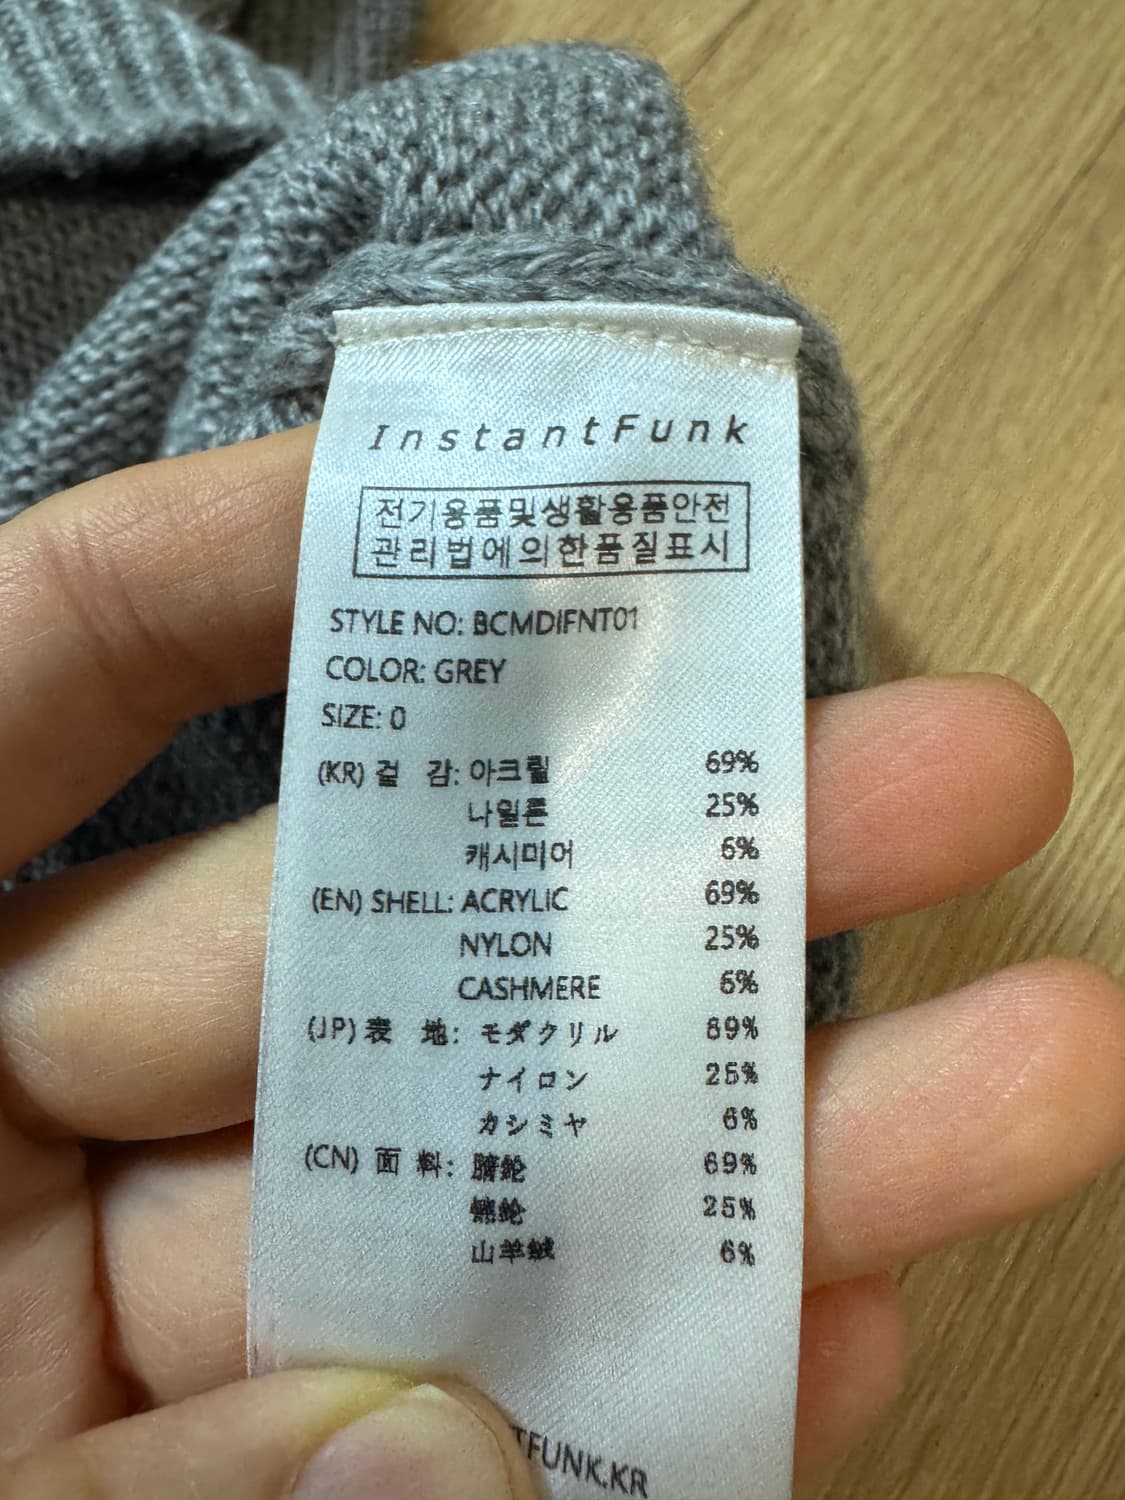 InstantFunk
전기용품및생활용품안전
관리법에의한품질표시
STYLE NO: BCMDIFNT01
COLOR: GREY
SIZE: 0
(KR) 겉 감: 아크릴 69%
나일론 25%
캐시미어 6%
(EN) SHELL: ACRYLIC 69%
NYLON 25%
CASHMERE 6%
(JP) 表 地: モダクリル 69%
ナイロン 25%
カシミヤ 6%
(CN) 面 料: 69%
25%
山羊絨 6%
TFUNK.KR